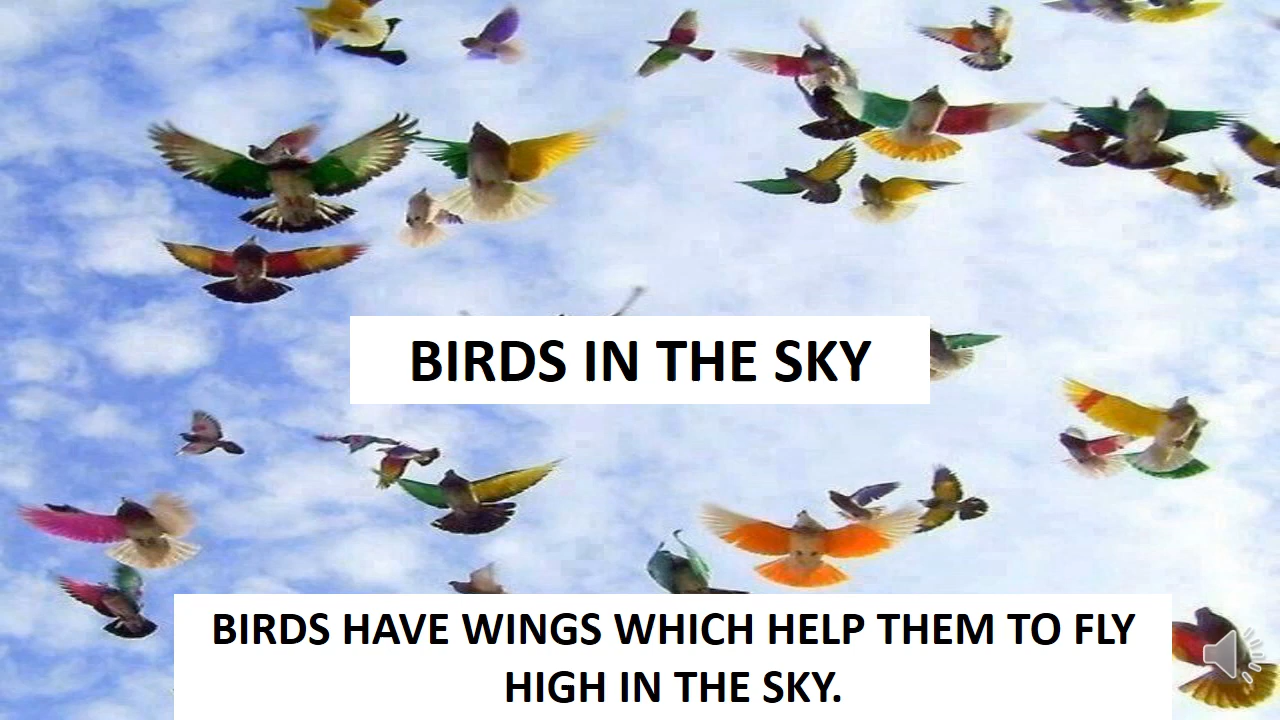 BIRDS IN THE SKY
BIRDS HAVE WINGS WHICH HELP THEM TO FLY
HIGH IN THE SKY.